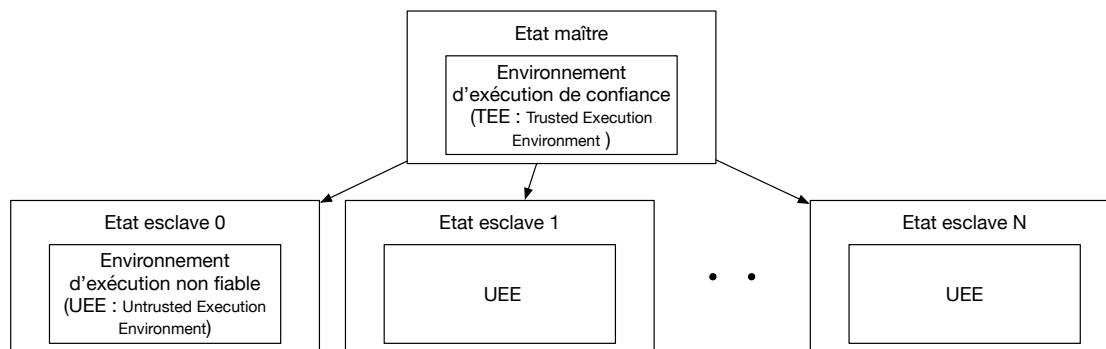 Etat maître
Environnement
d'exécution de confiance
(TEE : Trusted Execution
Environment )
Etat esclave 0
Environnement
d'exécution non fiable
(UEE : Untrusted Execution
Environment)
Etat esclave 1
UEE
Etat esclave N
UEE